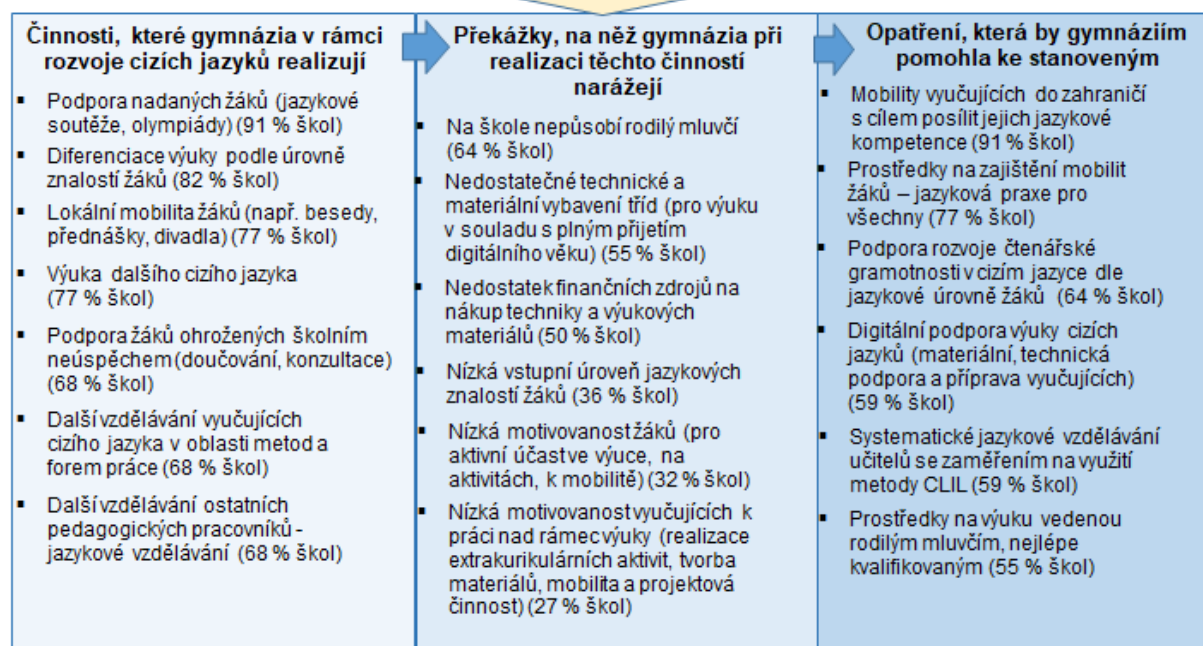 Činnosti, které gymnázia v rámci
rozvoje cizích jazyků realizují
▪ Podpora nadaných žáků (jazykové
soutěže, olympiády) (91 % škol)
▪ Diferenciace výuky podle úrovně
znalostí žáků (82 % škol)
▪ Lokální mobilita žáků (např. besedy,
přednášky, divadla) (77 % škol)
▪ Výuka dalšího cizího jazyka
(77 % škol)
▪ Podpora žáků ohrožených školním
neúspěchem (doučování, konzultace)
(68 % škol)
▪ Další vzdělávání vyučujících
cizího jazyka v oblasti metod a
forem práce (68 % škol)
▪ Další vzdělávání ostatních
pedagogických pracovníků -
jazykové vzdělávání (68 % škol)
Překážky, na něž gymnázia při
realizaci těchto činností
narážejí
▪ Na škole nepůsobí rodilý mluvčí
(64 % škol)
▪ Nedostatečné technické a
materiální vybavení tříd (pro výuku
v souladu s plným přijetím
digitálního věku) (55 % škol)
▪ Nedostatek finančních zdrojů na
nákup techniky a výukových
materiálů (50 % škol)
▪ Nízká vstupní úroveň jazykových
znalostí žáků (36 % škol)
▪ Nízká motivovanost žáků (pro
aktivní účast ve výuce, na
aktivitách, k mobilitě) (32 % škol)
▪ Nízká motivovanost vyučujících k
práci nad rámec výuky (realizace
extrakurikulárních aktivit, tvorba
materiálů, mobilita a projektová
činnost) (27 % škol)
Opatření, která by gymnáziím
pomohla ke stanoveným
▪ Mobility vyučujících do zahraničí
s cílem posílit jejich jazykové
kompetence (91 % škol)
▪ Prostředky na zajištění mobilit
žáků – jazyková praxe pro
všechny (77 % škol)
▪ Podpora rozvoje čtenářské
gramotnosti v cizím jazyce dle
jazykové úrovně žáků (64 % škol)
▪ Digitální podpora výuky cizích
jazyků (materiální, technická
podpora a příprava vyučujících)
(59 % škol)
▪ Systematické jazykové vzdělávání
učitelů se zaměřením na využití
metody CLIL (59 % škol)
▪ Prostředky na výuku vedenou
rodilým mluvčím, nejlépe
kvalifikovaným (55 % škol)